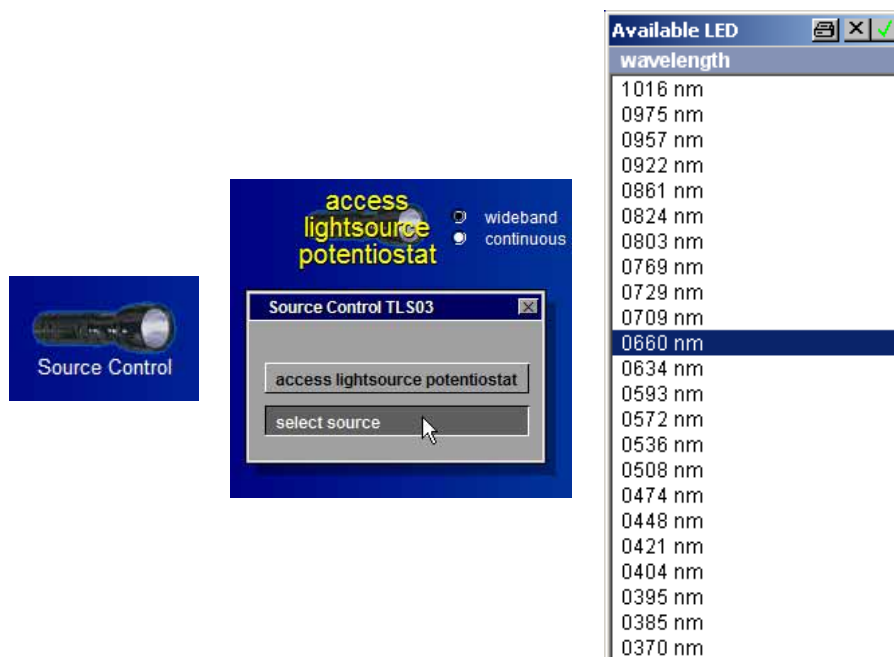 Source Control
access
lightsource
potentiostat
wideband
continuous
Source Control TLS03
access lightsource potentiostat
select source
Available LED
wavelength
1016 nm
0975 nm
0957 nm
0922 nm
0861 nm
0824 nm
0803 nm
0769 nm
0729 nm
0709 nm
0660 nm
0634 nm
0593 nm
0572 nm
0536 nm
0508 nm
0474 nm
0448 nm
0421 nm
0404 nm
0395 nm
0385 nm
0370 nm